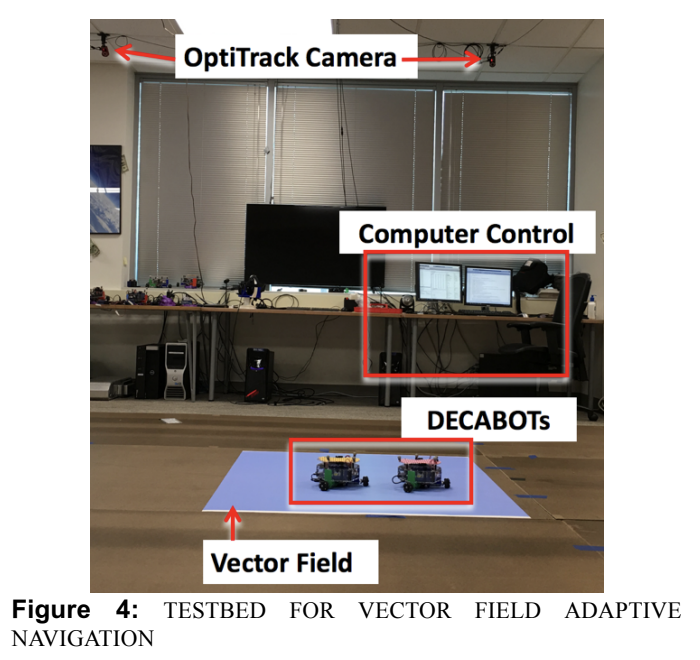 OptiTrack Camera
Computer Control
DECABOTs
Vector Field
Figure 4: TESTBED FOR VECTOR FIELD ADAPTIVE
NAVIGATION